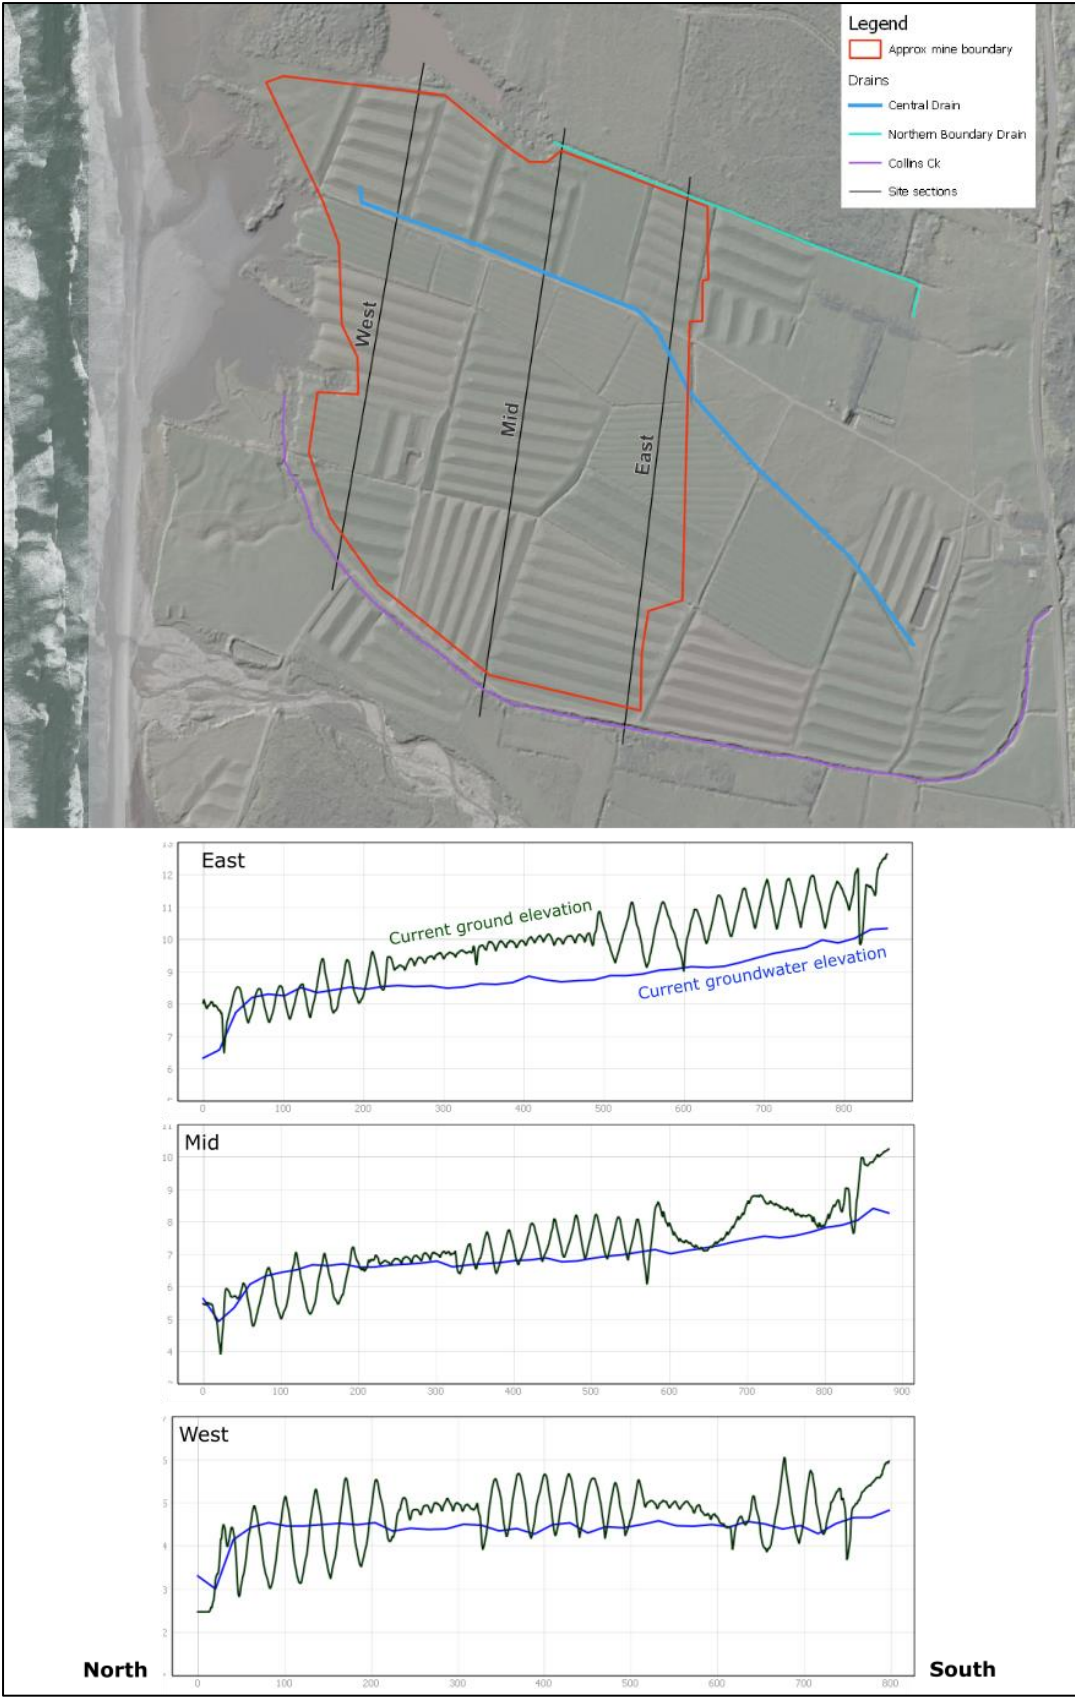 Legend
Approx mine boundary
Drains
Central Drain
Northern Boundary Drain
Collins Ck
Site sections
West
Mid
East
East
Current ground elevation
Current groundwater elevation
12
11
10
9
8
7
6
0 100 200 300 400 500 600 700 800
Mid
10
9
8
7
6
5
4
0 100 200 300 400 500 600 700 800 900
West
6
5
4
3
2
0 100 200 300 400 500 600 700 800
North
South